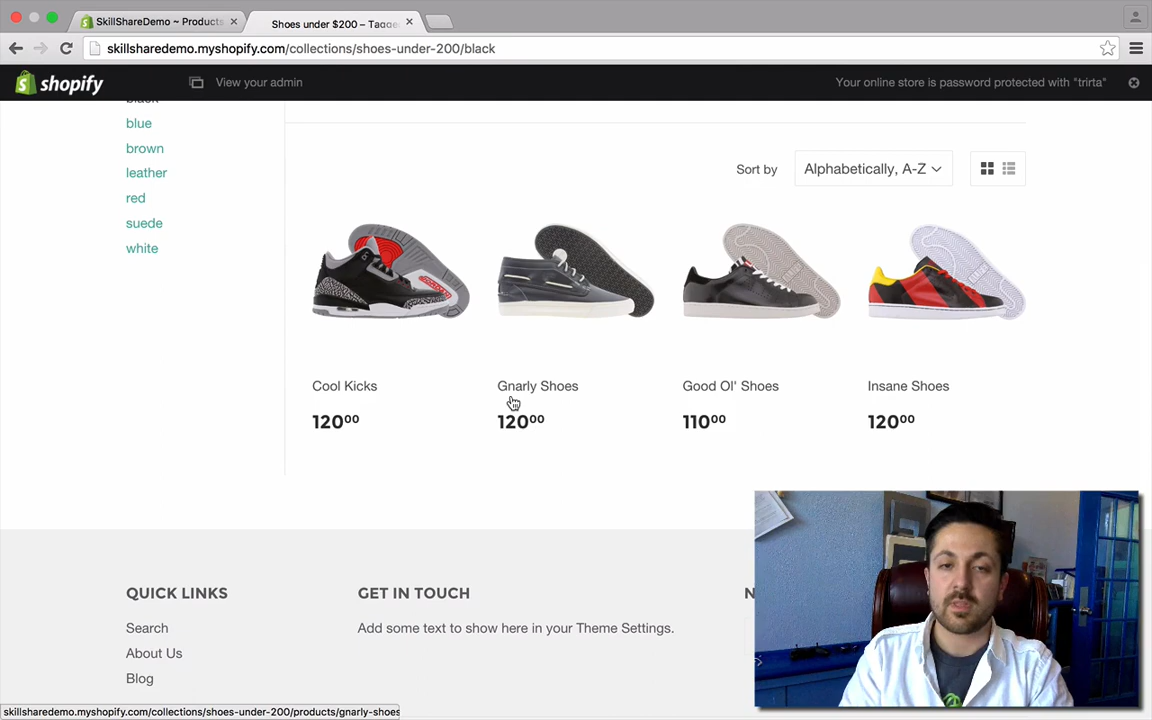 SkillShareDemo ~ Products
Shoes under $200 – Tagge
skillsharedemo.myshopify.com/collections/shoes-under-200/black
shopify
View your admin
Your online store is password protected with "trirta"
black
blue
brown
leather
red
suede
white
Sort by
Alphabetically, A-Z
Cool Kicks
Gnarly Shoes
Good Ol' Shoes
Insane Shoes
12000
12000
11000
12000
QUICK LINKS
GET IN TOUCH
N
Search
Add some text to show here in your Theme Settings.
About Us
Blog
skillsharedemo.myshopify.com/collections/shoes-under-200/products/gnarly-shoes